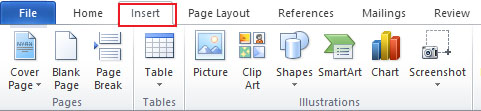 File Home Insert Page Layout References Mailings Review
Cover Blank Page Table Picture Clip Shapes SmartArt Chart Screenshot
Page Page Break Art
Pages Tables Illustrations